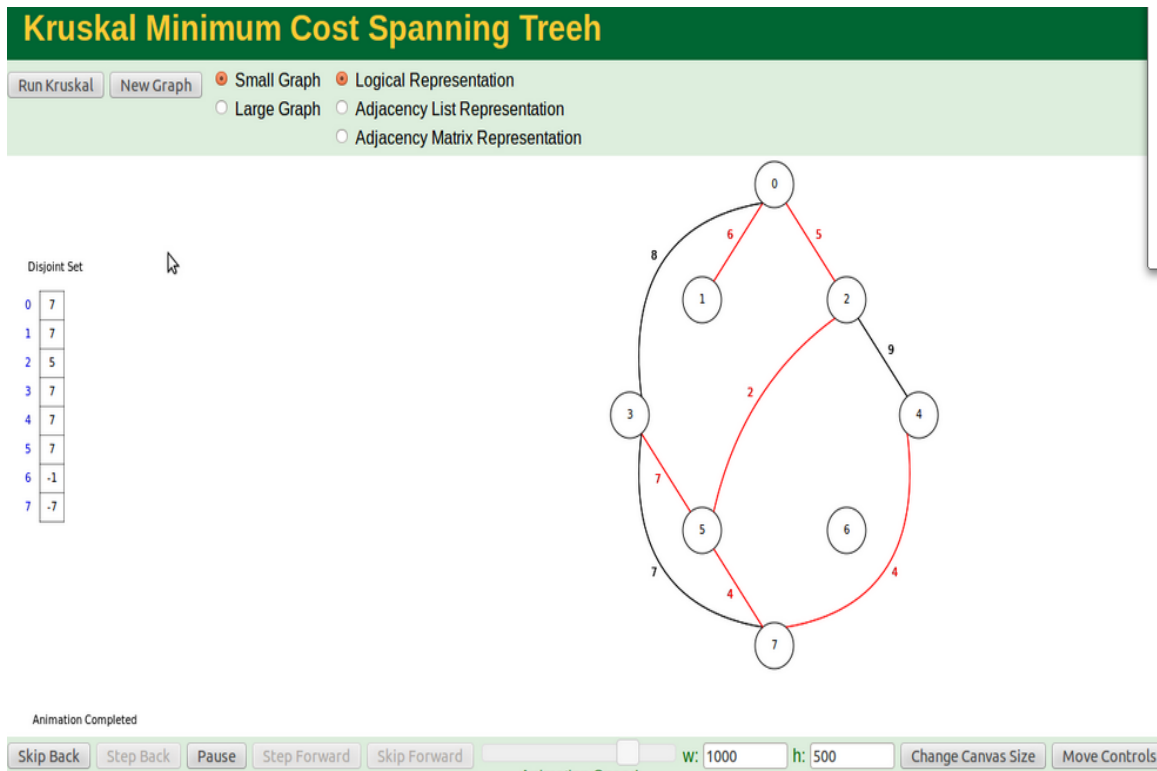 Kruskal Minimum Cost Spanning Treeh
Run Kruskal New Graph Small Graph Logical Representation
Large Graph Adjacency List Representation
Adjacency Matrix Representation
0
6 5
8
Disjoint Set
1 2
0 7
1 7
2 5
3 7
4 7
5 7
6 -1
7 -7
9
2
3 4
7
5 6
7 4 4
7
Animation Completed
Skip Back Step Back Pause Step Forward Skip Forward w: 1000 h: 500 Change Canvas Size Move Controls